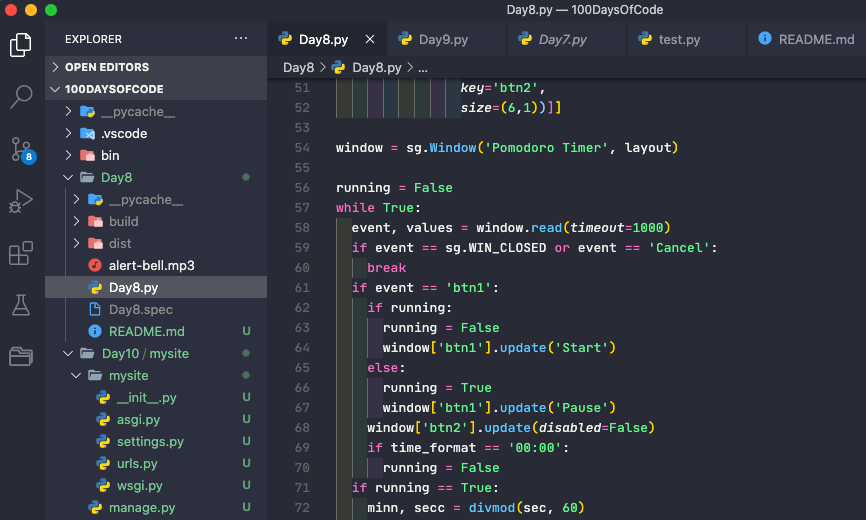 Day8.py — 100DaysOfCode
EXPLORER
···
OPEN EDITORS
100DAYSOFCODE
__pycache__
.vscode
bin
Day8
__pycache__
build
dist
alert-bell.mp3
Day8.py
Day8.spec
README.md U
Day10 / mysite
mysite
__init__.py U
asgi.py U
settings.py U
urls.py U
wsgi.py U
manage.py U
8
Day8.py
Day9.py
Day7.py
test.py
README.md
Day8 > Day8.py > ...
51 key='btn2',
52 size=(6,1))]]
53
54 window = sg.Window('Pomodoro Timer', layout)
55
56 running = False
57 while True:
58 event, values = window.read(timeout=1000)
59 if event == sg.WIN_CLOSED or event == 'Cancel':
60 break
61 if event == 'btn1':
62 if running:
63 running = False
64 window['btn1'].update('Start')
65 else:
66 running = True
67 window['btn1'].update('Pause')
68 window['btn2'].update(disabled=False)
69 if time_format == '00:00':
70 running = False
71 if running == True:
72 minn, secc = divmod(sec, 60)